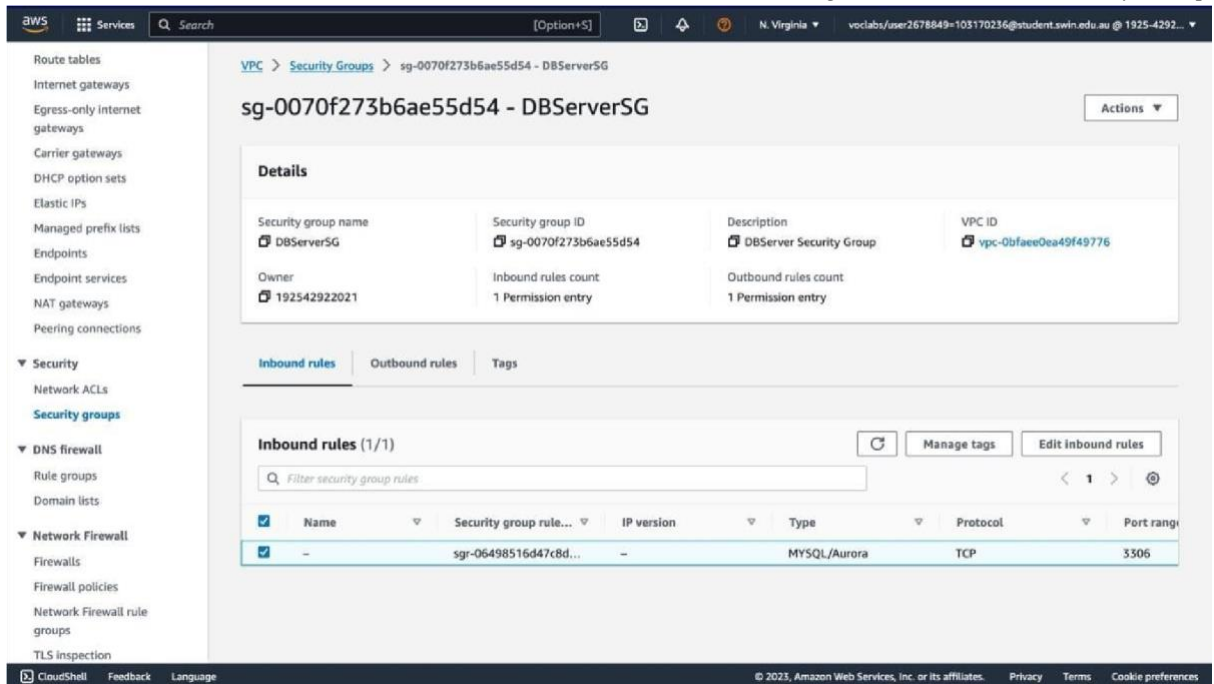 aws Services Search [Option+S] N. Virginia voclabs/user2678849=103170236@student.swin.edu.au @ 1925-4292...
Route tables
Internet gateways
Egress-only internet
gateways
Carrier gateways
DHCP option sets
Elastic IPs
Managed prefix lists
Endpoints
Endpoint services
NAT gateways
Peering connections
Security
Network ACLs
Security groups
DNS firewall
Rule groups
Domain lists
Network Firewall
Firewalls
Firewall policies
Network Firewall rule
groups
TLS inspection
VPC > Security Groups > sg-0070f273b6ae55d54 - DBServerSG
sg-0070f273b6ae55d54 - DBServerSG Actions
Details
Security group name Security group ID Description VPC ID
DBServerSG sg-0070f273b6ae55d54 DBServer Security Group vpc-0bfaee0ea49f49776
Owner Inbound rules count Outbound rules count
192542922021 1 Permission entry 1 Permission entry
Inbound rules Outbound rules Tags
Inbound rules (1/1) Manage tags Edit inbound rules
Filter security group rules < 1 >
Name Security group rule... IP version Type Protocol Port rang
– sgr-06498516d47c8d... – MYSQL/Aurora TCP 3306
CloudShell Feedback Language © 2023, Amazon Web Services, Inc. or its affiliates. Privacy Terms Cookie preferences